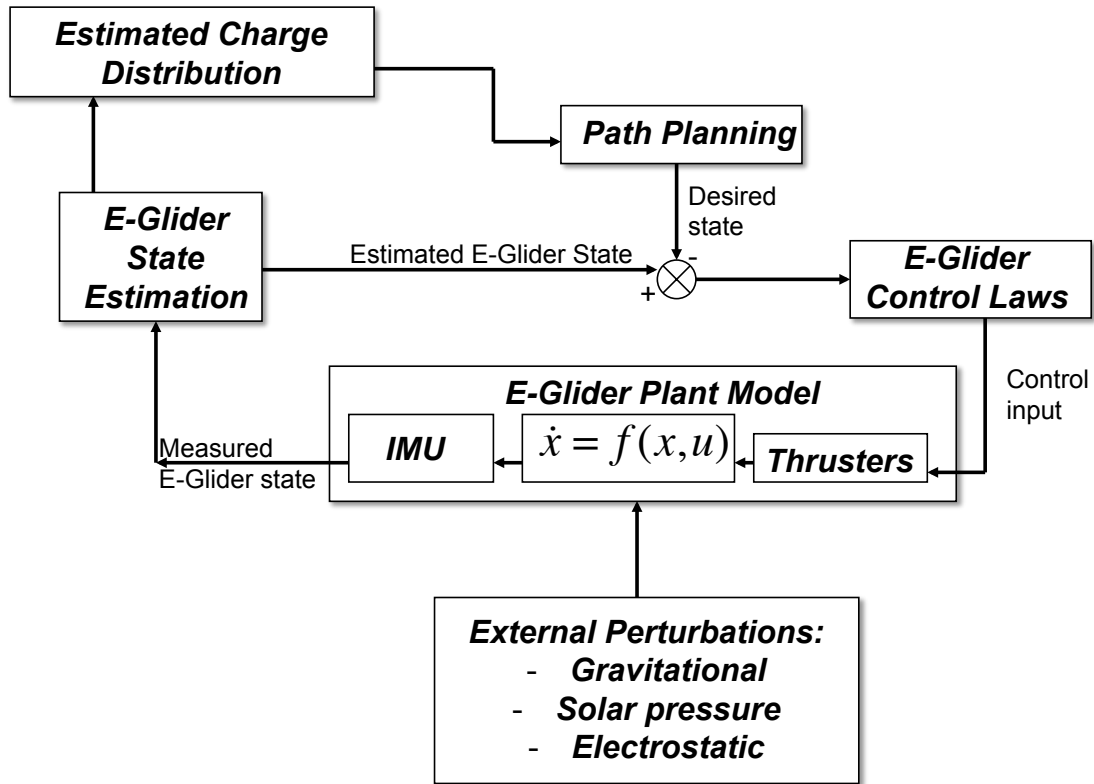 Estimated Charge
Distribution
Path Planning
Desired
state
E-Glider
State
Estimation
Estimated E-Glider State
-
+
E-Glider
Control Laws
Control
input
E-Glider Plant Model
Measured
E-Glider state
IMU
ẋ = f(x,u)
Thrusters
External Perturbations:
- Gravitational
- Solar pressure
- Electrostatic